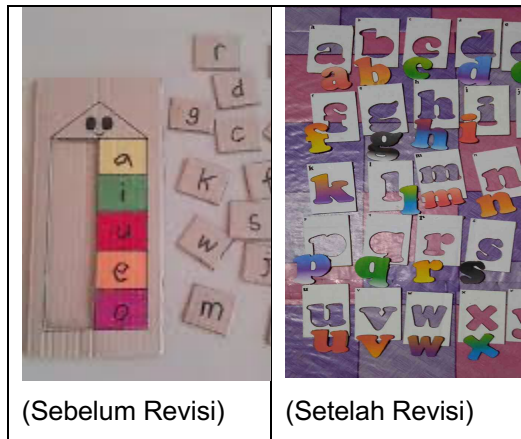 r
d
g
c
k
s
w
m
a
i
u
e
o
(Sebelum Revisi)
a b c d
a b c d
f g h i
f g h i
k l m n
k l m n
p q r s
p q r s
u v w x y
u v w x
(Setelah Revisi)